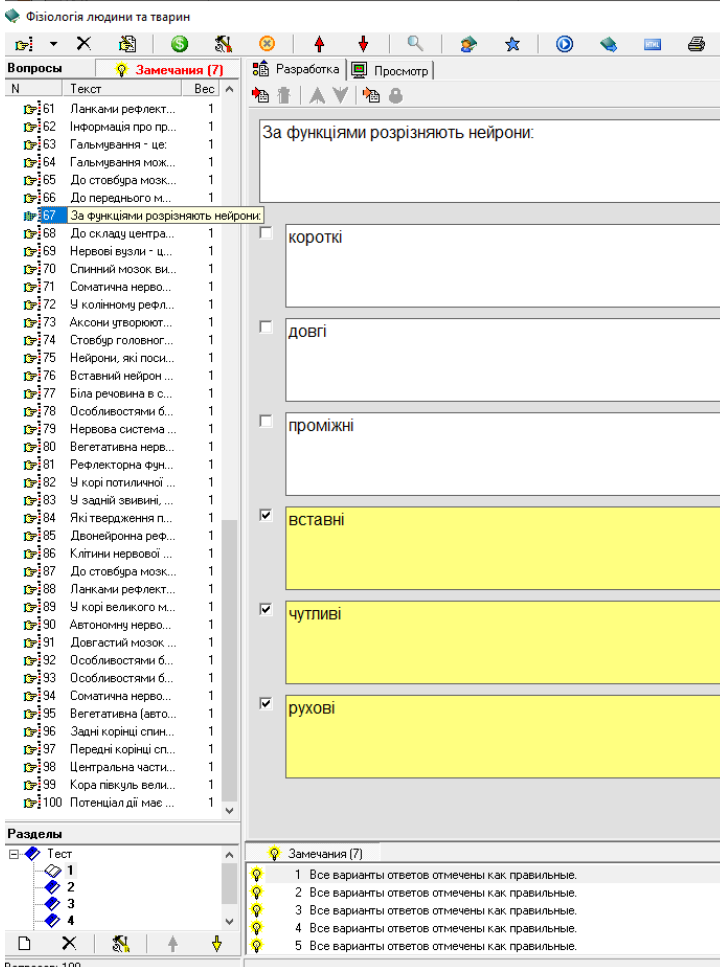 Фізіологія людини та тварин
Вопросы
Замечания (7)
Разработка
Просмотр
N Текст Вес
61 Ланками рефлект... 1
62 Інформація про пр... 1
63 Гальмування - це: 1
64 Гальмування мож... 1
65 До стовбура мозк... 1
66 До переднього м... 1
67 За функціями розрізняють нейрони:
68 До складу центра... 1
69 Нервові вузли - ц... 1
70 Спинний мозок ви... 1
71 Соматична нерво... 1
72 У колінному рефл... 1
73 Аксони утворюют... 1
74 Стовбур головног... 1
75 Нейрони, які поси... 1
76 Вставний нейрон ... 1
77 Біла речовина в с... 1
78 Особливостями б... 1
79 Нервова система ... 1
80 Вегетативна нерв... 1
81 Рефлекторна фун... 1
82 У корі потиличної ... 1
83 У задній звивині, ... 1
84 Які твердження п... 1
85 Двонейронна реф... 1
86 Клітини нервової ... 1
87 До стовбура мозк... 1
88 Ланками рефлект... 1
89 У корі великого м... 1
90 Автономну нерво... 1
91 Довгастий мозок ... 1
92 Особливостями б... 1
93 Особливостями б... 1
94 Соматична нерво... 1
95 Вегетативна (авто... 1
96 Задні корінці спин... 1
97 Передні корінці сп... 1
98 Центральна части... 1
99 Кора півкуль вели... 1
100 Потенціал дії має ... 1
За функціями розрізняють нейрони:
короткі
довгі
проміжні
вставні
чутливі
рухові
Разделы
Тест
1
2
3
4
Замечания (7)
1 Все варианты ответов отмечены как правильные.
2 Все варианты ответов отмечены как правильные.
3 Все варианты ответов отмечены как правильные.
4 Все варианты ответов отмечены как правильные.
5 Все варианты ответов отмечены как правильные.